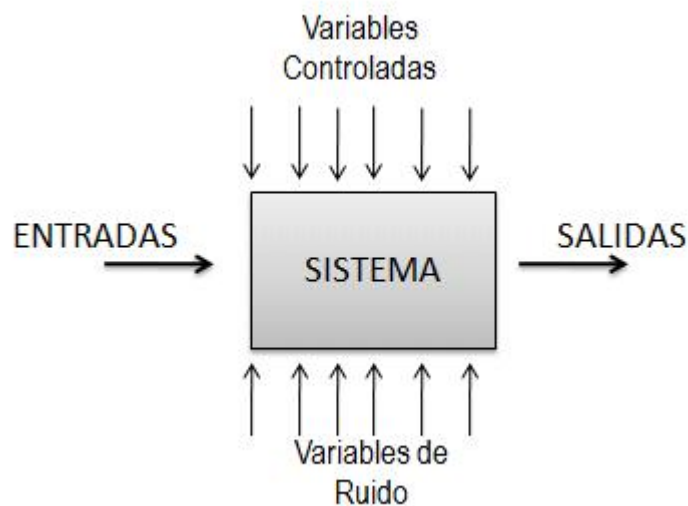 Variables
Controladas
ENTRADAS
SALIDAS
SISTEMA
Variables de
Ruido